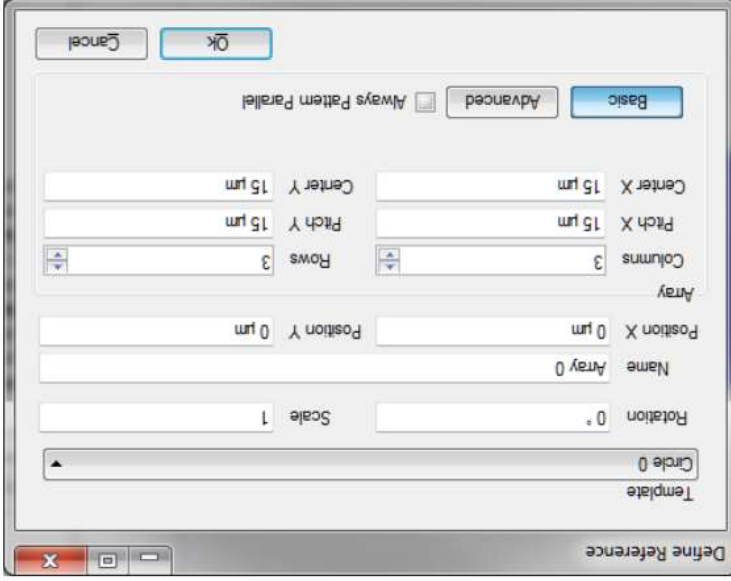 Define Reference
Template
Circle 0
Rotation 0 ° Scale 1
Name Array 0
Position X 0 µm Position Y 0 µm
Array
Columns 3 Rows 3
Pitch X 15 µm Pitch Y 15 µm
Center X 15 µm Center Y 15 µm
Basic Advanced Always Pattern Parallel
Ok Cancel